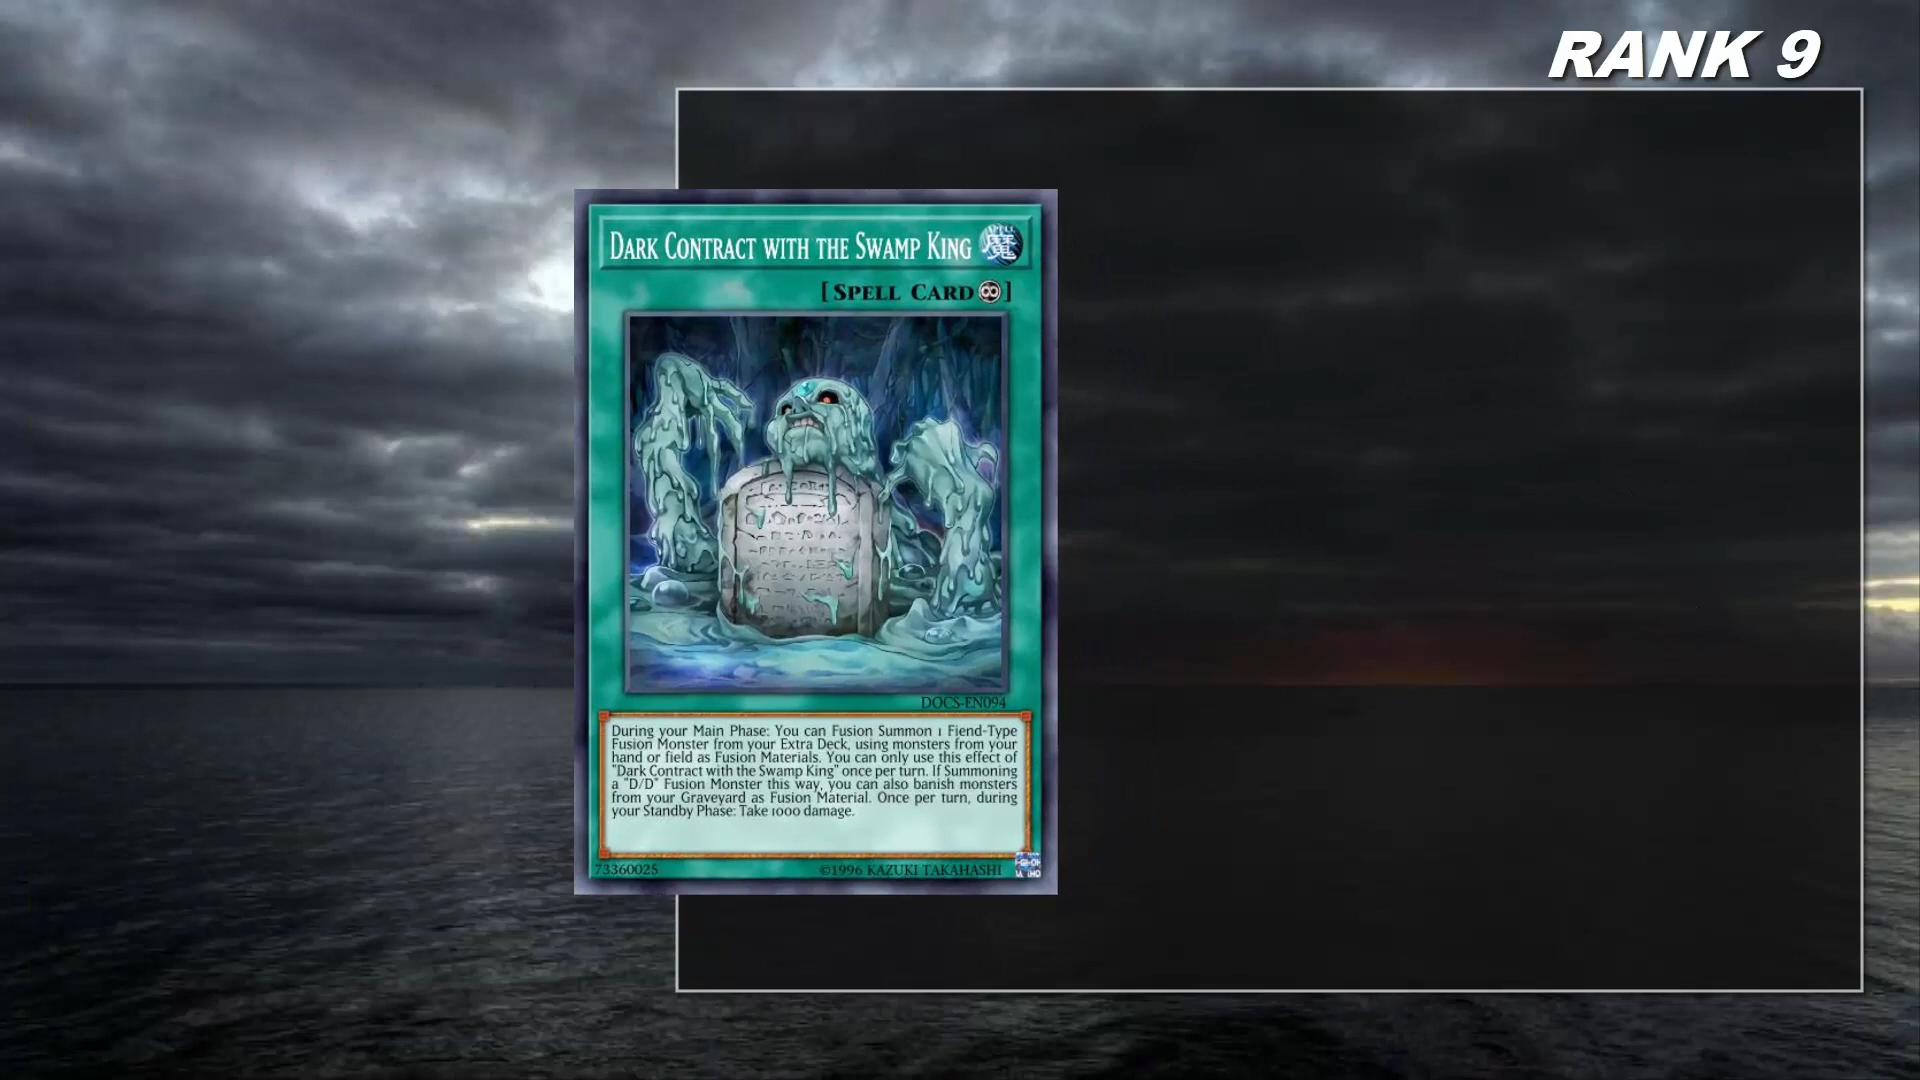 RANK 9
DARK CONTRACT WITH THE SWAMP KING
[SPELL CARD]
DOCS-EN094
During your Main Phase: You can Fusion Summon 1 Fiend-Type
Fusion Monster from your Extra Deck, using monsters from your
hand or field as Fusion Materials. You can only use this effect of
"Dark Contract with the Swamp King" once per turn. If Summoning
a "D/D" Fusion Monster this way, you can also banish monsters
from your Graveyard as Fusion Material. Once per turn, during
your Standby Phase: Take 1000 damage.
73360025
©1996 KAZUKI TAKAHASHI